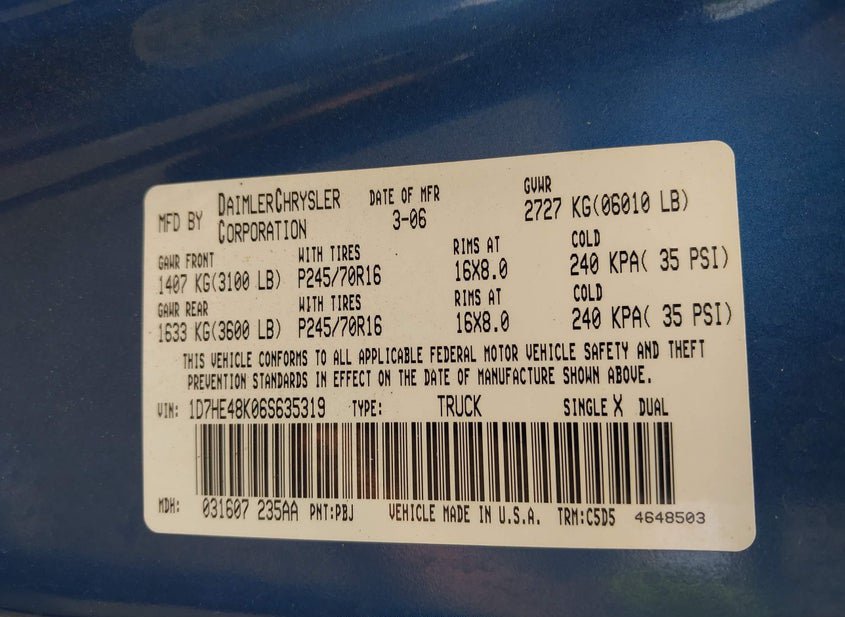 MFD BY DAIMLERCHRYSLER CORPORATION DATE OF MFR 3-06 GVWR 2727 KG(06010 LB)
GAWR FRONT WITH TIRES RIMS AT COLD
1407 KG(3100 LB) P245/70R16 16X8.0 240 KPA( 35 PSI)
GAWR REAR WITH TIRES RIMS AT COLD
1633 KG(3600 LB) P245/70R16 16X8.0 240 KPA( 35 PSI)
THIS VEHICLE CONFORMS TO ALL APPLICABLE FEDERAL MOTOR VEHICLE SAFETY AND THEFT
PREVENTION STANDARDS IN EFFECT ON THE DATE OF MANUFACTURE SHOWN ABOVE.
VIN: 1D7HE48K06S635319 TYPE: TRUCK SINGLE X DUAL
MDH: 031607 235AA PNT:PBJ VEHICLE MADE IN U.S.A. TRM:C5D5 4648503